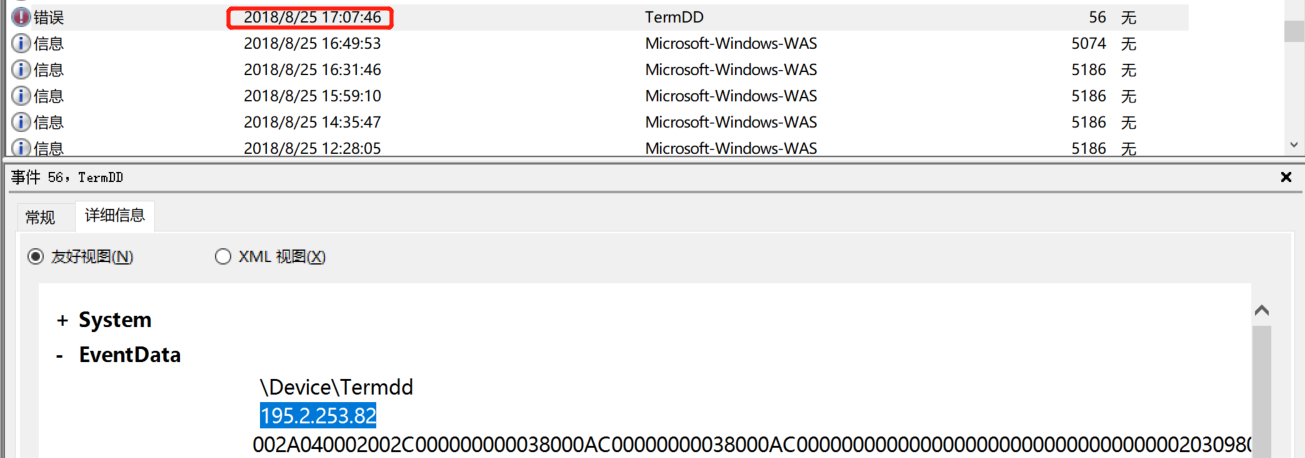 错误 2018/8/25 17:07:46 TermDD 56 无
信息 2018/8/25 16:49:53 Microsoft-Windows-WAS 5074 无
信息 2018/8/25 16:31:46 Microsoft-Windows-WAS 5186 无
信息 2018/8/25 15:59:10 Microsoft-Windows-WAS 5186 无
信息 2018/8/25 14:35:47 Microsoft-Windows-WAS 5186 无
信息 2018/8/25 12:28:05 Microsoft-Windows-WAS 5186 无
事件 56，TermDD
常规 详细信息
友好视图(N) XML 视图(X)
+ System
- EventData
\Device\Termdd
195.2.253.82
002A040002002C000000000038000AC00000000038000AC00000000000000000000000000000000203098(